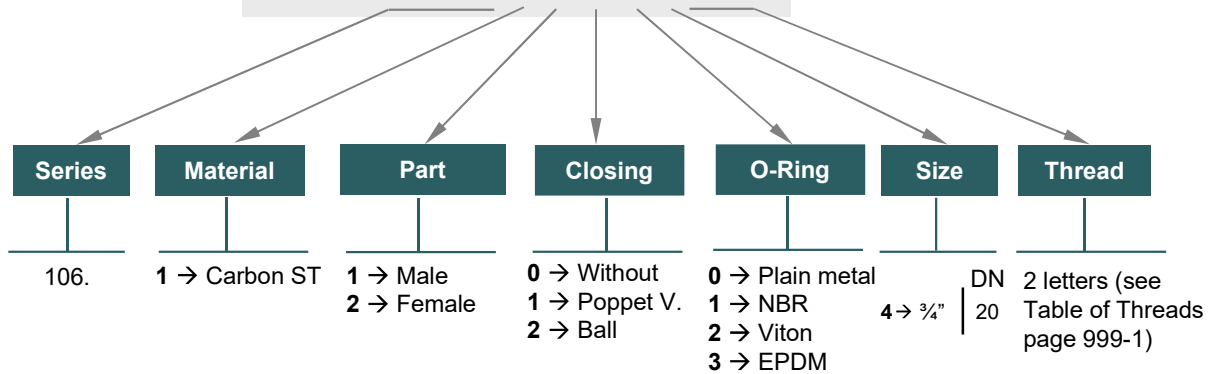 Series Material Part Closing O-Ring Size Thread
106.
1 → Carbon ST
1 → Male
2 → Female
0 → Without
1 → Poppet V.
2 → Ball
0 → Plain metal
1 → NBR
2 → Viton
3 → EPDM
DN
4 → ¾” 20
2 letters (see
Table of Threads
page 999-1)